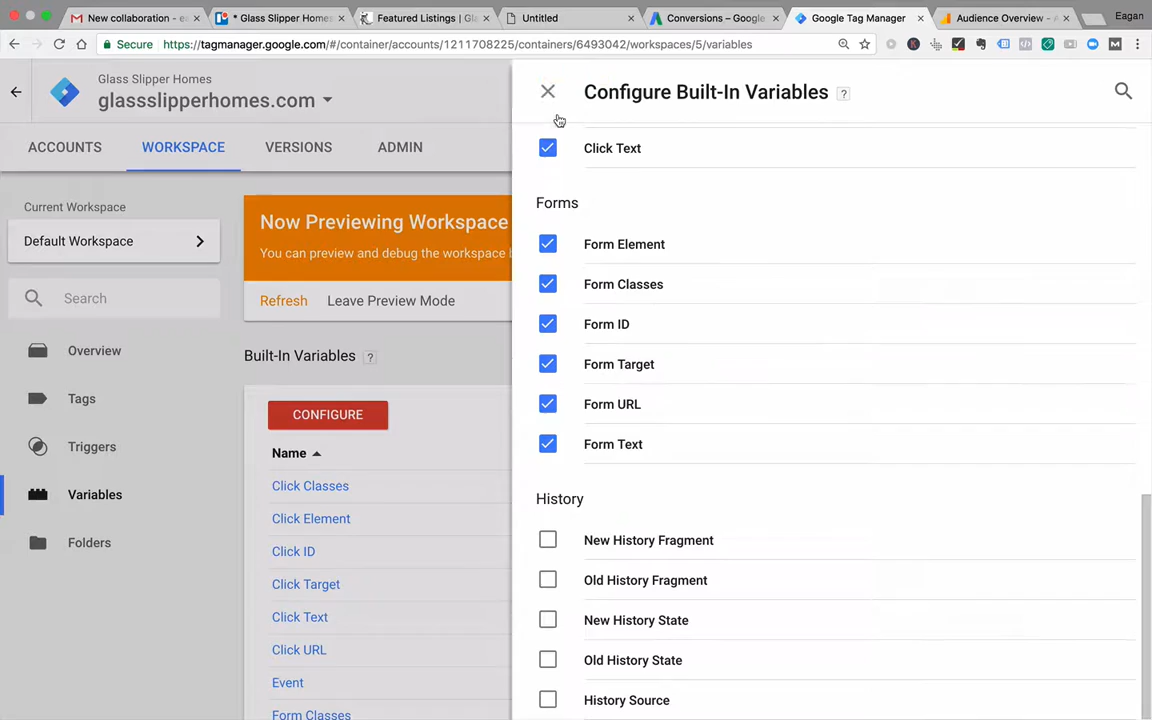 New collaboration - ea
* Glass Slipper Home
Featured Listings | Gla
Untitled
Conversions – Google
Google Tag Manager
Audience Overview - A
Eagan
Secure
https://tagmanager.google.com/#/container/accounts/1211708225/containers/6493042/workspaces/5/variables
Glass Slipper Homes
glassslipperhomes.com
Configure Built-In Variables ?
ACCOUNTS
WORKSPACE
VERSIONS
ADMIN
Click Text
Current Workspace
Default Workspace
Now Previewing Workspace
You can preview and debug the workspace b
Forms
Form Element
Form Classes
Search
Refresh
Leave Preview Mode
Form ID
Overview
Built-In Variables ?
Form Target
Tags
CONFIGURE
Form URL
Triggers
Name
Form Text
Variables
Click Classes
History
Folders
Click Element
New History Fragment
Click ID
Old History Fragment
Click Target
New History State
Click Text
Old History State
Click URL
History Source
Event
Form Classes